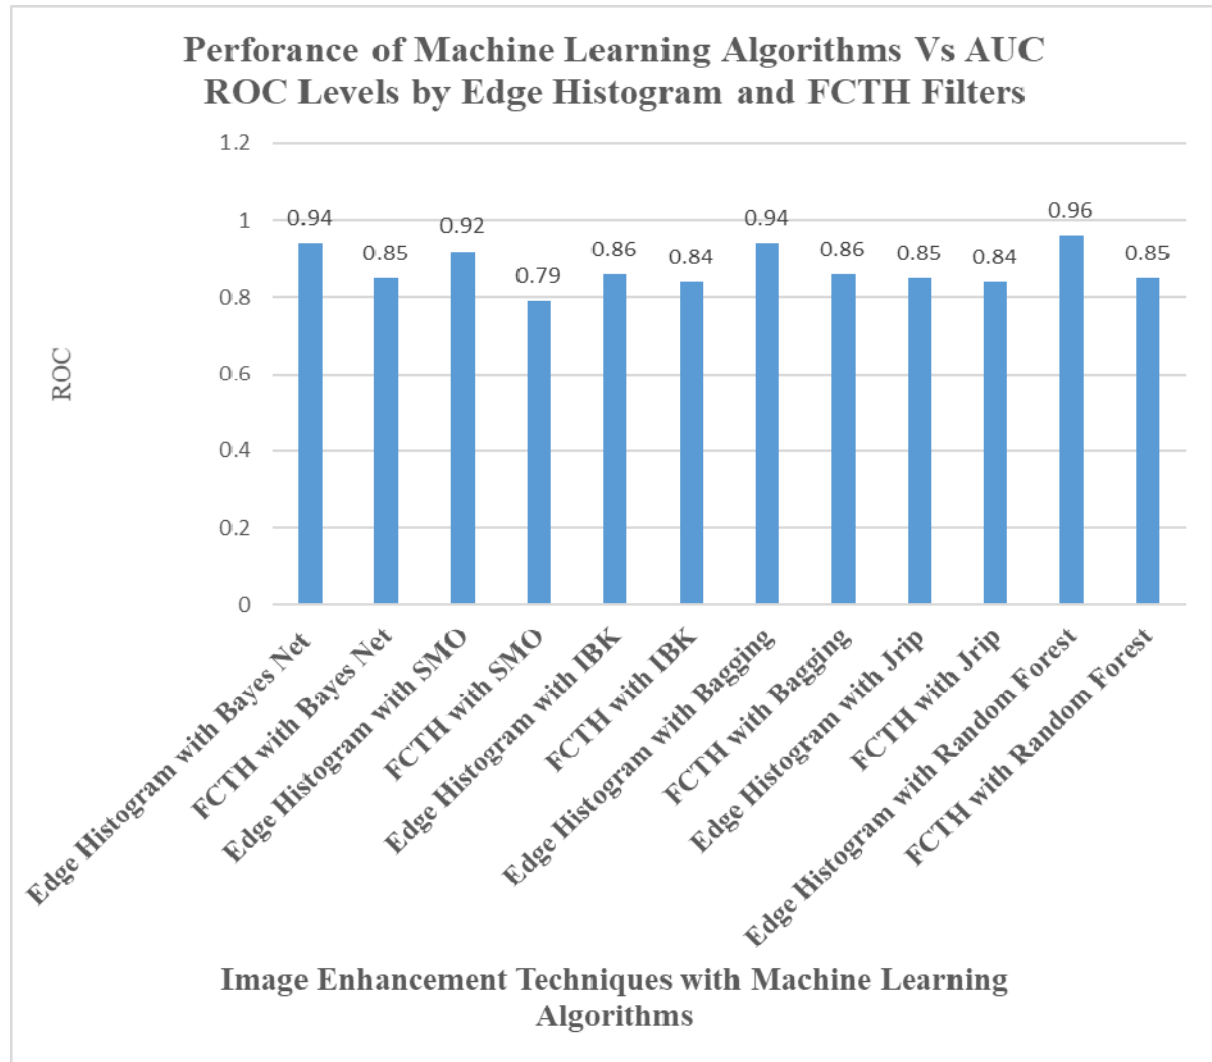 Perforance of Machine Learning Algorithms Vs AUC
ROC Levels by Edge Histogram and FCTH Filters
1.2
1
0.8
0.6
0.4
0.2
0
ROC
0.94
0.85
0.92
0.79
0.86
0.84
0.94
0.86
0.85
0.84
0.96
0.85
Edge Histogram with Bayes Net
FCTH with Bayes Net
Edge Histogram with SMO
FCTH with SMO
Edge Histogram with IBK
FCTH with IBK
Edge Histogram with Bagging
FCTH with Bagging
Edge Histogram with Jrip
FCTH with Jrip
Edge Histogram with Random Forest
FCTH with Random Forest
Image Enhancement Techniques with Machine Learning
Algorithms